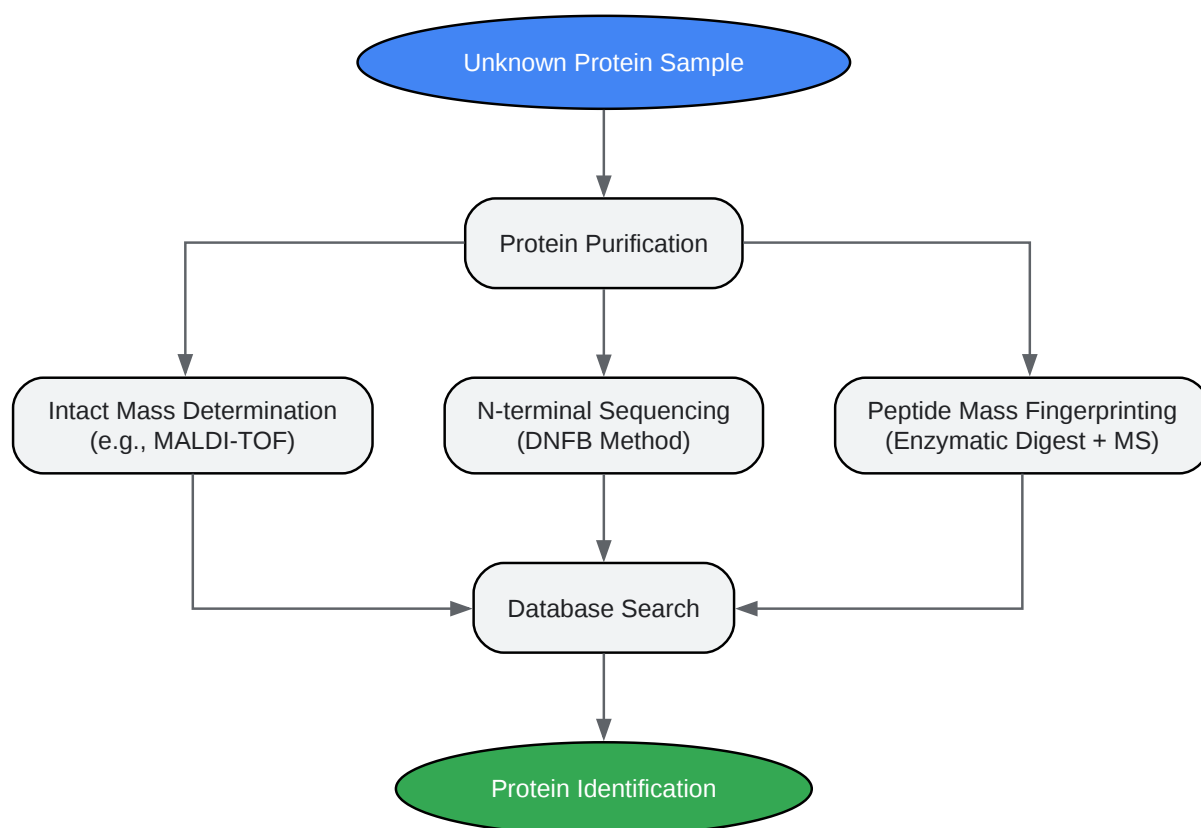 Unknown Protein Sample
Protein Purification
Intact Mass Determination
(e.g., MALDI-TOF)
N-terminal Sequencing
(DNFB Method)
Peptide Mass Fingerprinting
(Enzymatic Digest + MS)
Database Search
Protein Identification